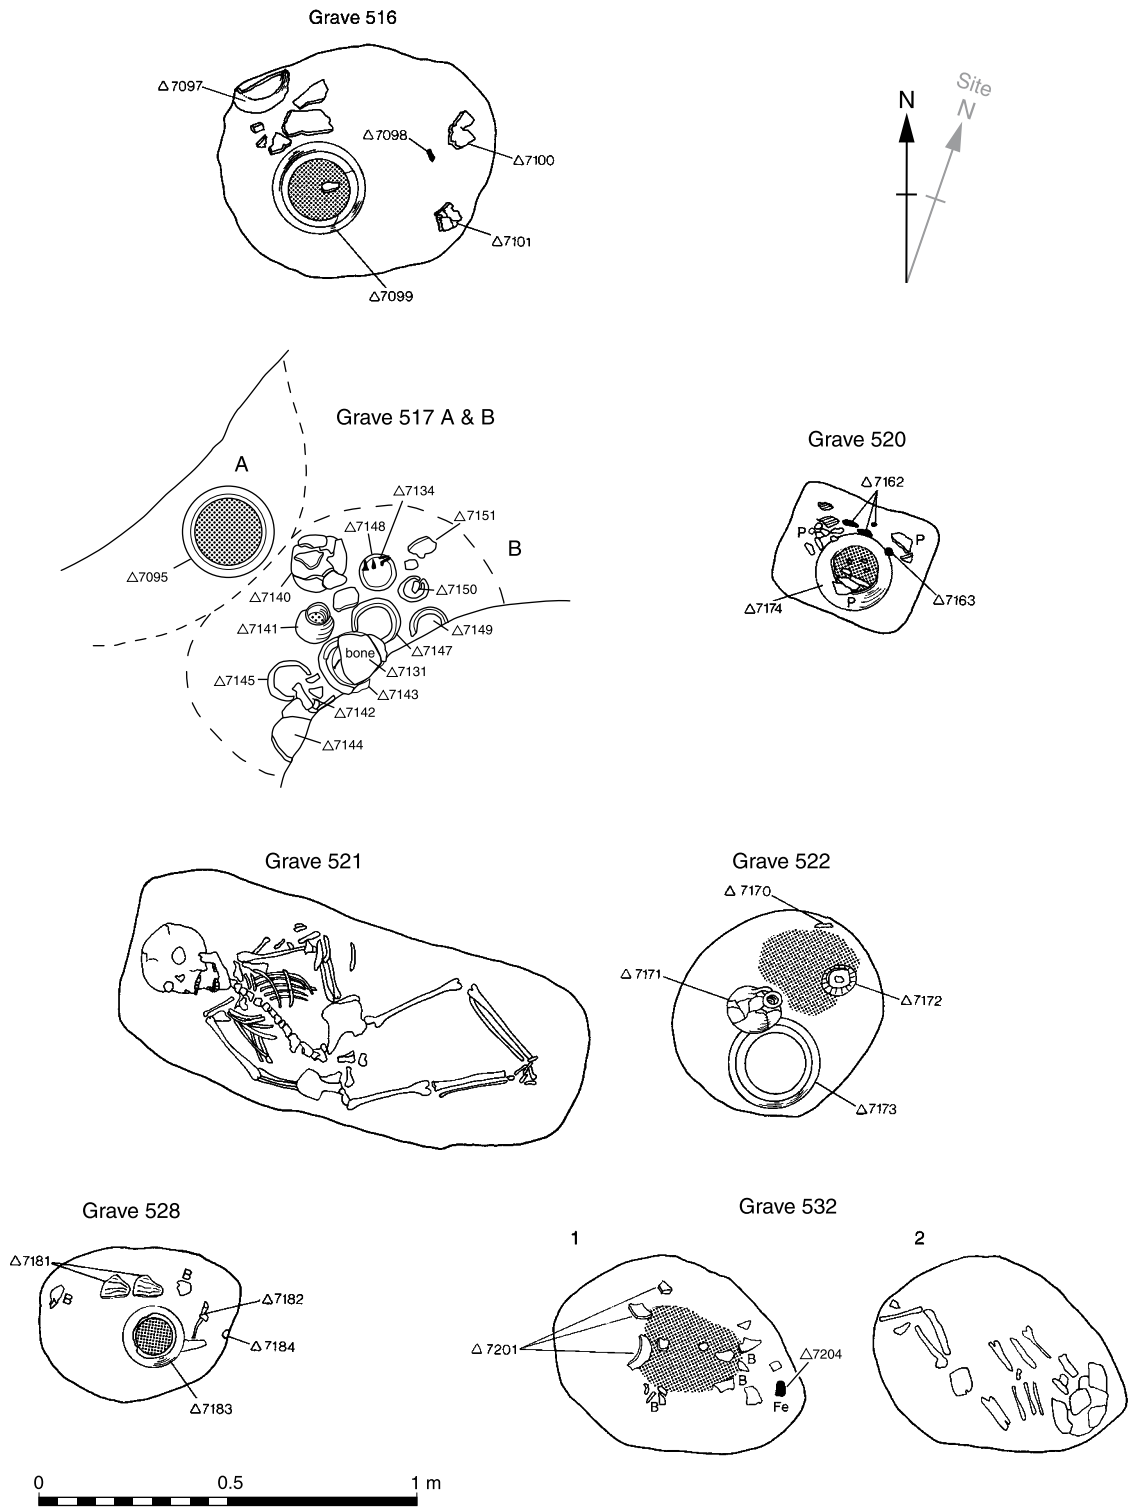 Grave 516
△7097
△7098
△7100
△7101
△7099
N
Site
N
Grave 517 A & B
A
△7095
△7134
△7148
△7151
B
△7140
△7150
△7141
△7149
△7147
bone
△7131
△7145
△7143
△7142
△7144
Grave 520
△7162
P
P
P
△7174
△7163
Grave 521
Grave 522
△ 7170
△7171
△7172
△7173
Grave 528
△7181
B
B
△7182
△7184
△7183
Grave 532
1
2
△ 7201
B
B
B
△7204
Fe
0 0.5 1 m